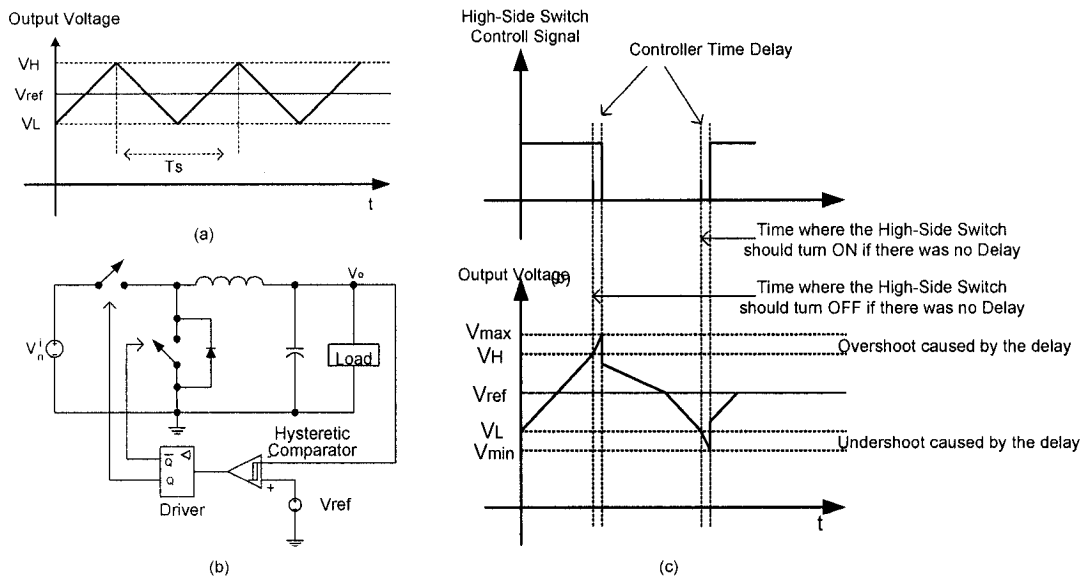 Output Voltage
VH
Vref
VL
Ts
t
(a)
Vin
Vo
Load
Hysteretic
Comparator
-
+
Q
Q
Driver
Vref
(b)
High-Side Switch
Controll Signal
Controller Time Delay
Time where the High-Side Switch
should turn ON if there was no Delay
Output Voltage
Time where the High-Side Switch
should turn OFF if there was no Delay
Vmax
VH
Overshoot caused by the delay
Vref
VL
Vmin
Undershoot caused by the delay
t
(c)